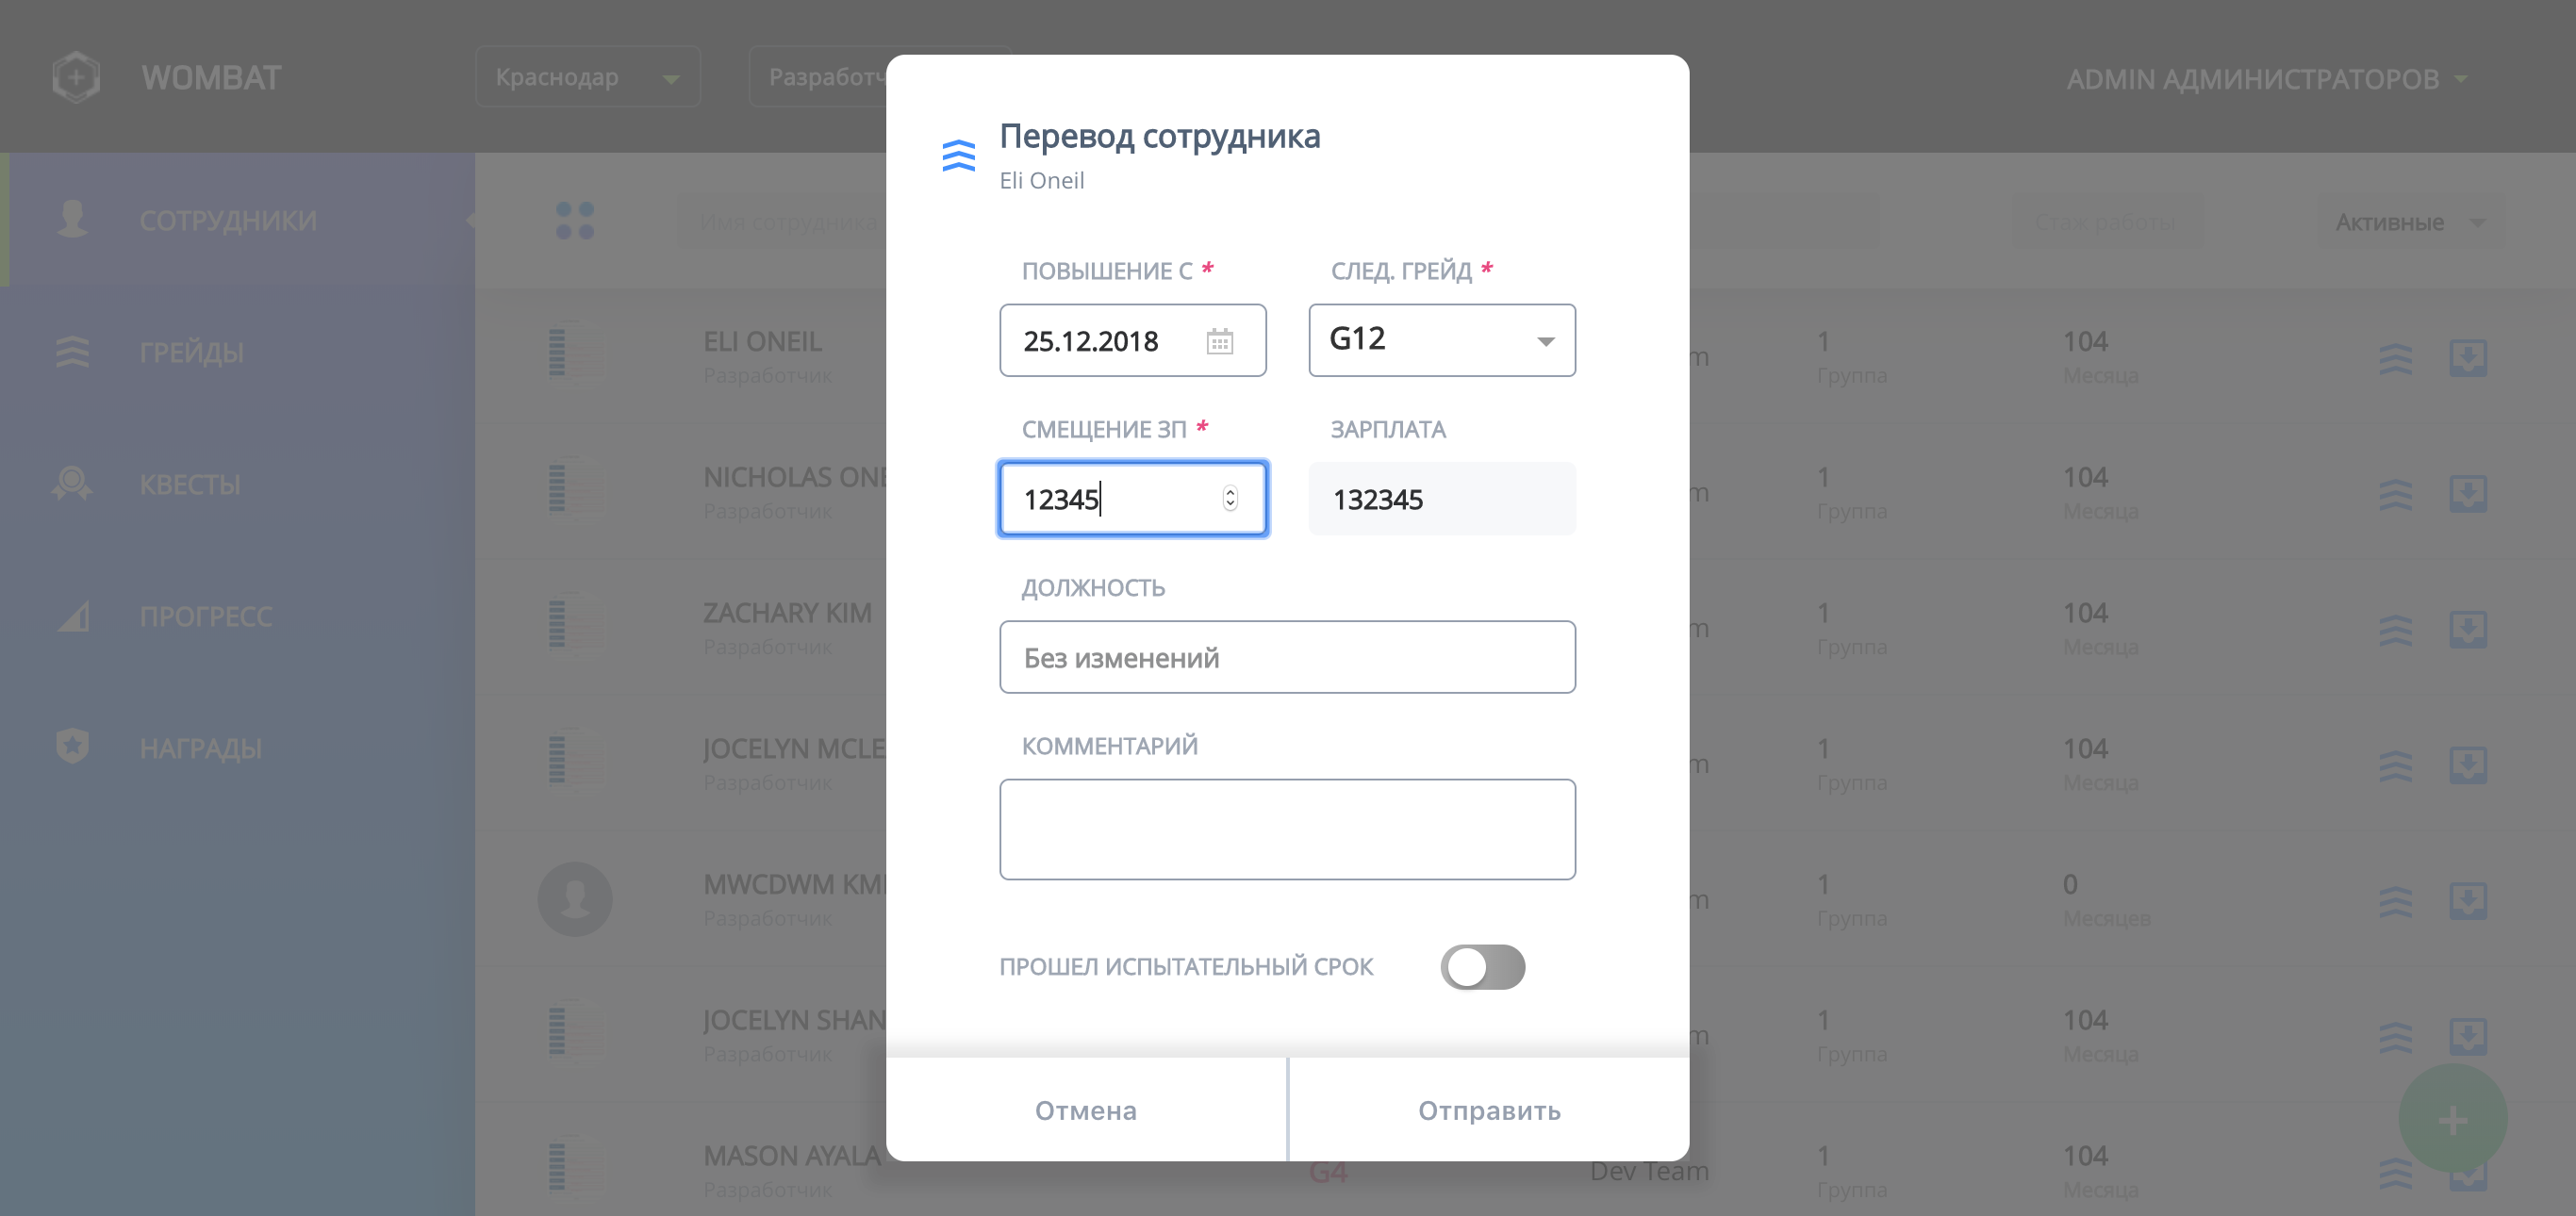 WOMBAT
Краснодар
Разработч
ADMIN АДМИНИСТРАТОРОВ
СОТРУДНИКИ
ГРЕЙДЫ
КВЕСТЫ
ПРОГРЕСС
НАГРАДЫ
Имя сотрудника
Стаж работы
Активные
ELI ONEIL
Разработчик
m
1
Группа
104
Месяца
NICHOLAS ONE
Разработчик
m
1
Группа
104
Месяца
ZACHARY KIM
Разработчик
m
1
Группа
104
Месяца
JOCELYN MCLE
Разработчик
m
1
Группа
104
Месяца
MWCDWM KM
Разработчик
m
1
Группа
0
Месяцев
JOCELYN SHAN
Разработчик
m
1
Группа
104
Месяца
MASON AYALA
Разработчик
G4
Dev Team
1
Группа
104
Месяца
+
Перевод сотрудника
Eli Oneil
ПОВЫШЕНИЕ С *
СЛЕД. ГРЕЙД *
25.12.2018
G12
СМЕЩЕНИЕ ЗП *
ЗАРПЛАТА
12345
132345
ДОЛЖНОСТЬ
Без изменений
КОММЕНТАРИЙ
ПРОШЕЛ ИСПЫТАТЕЛЬНЫЙ СРОК
Отмена
Отправить